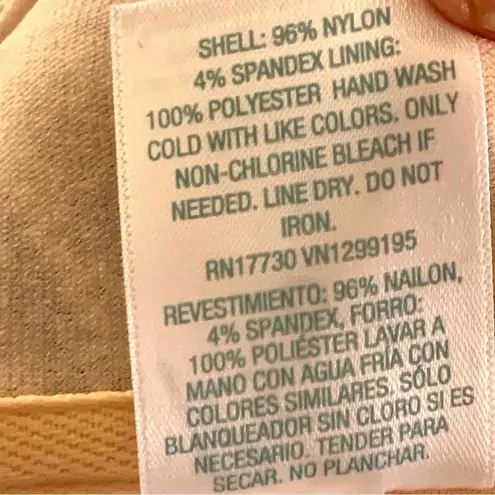 SHELL: 96% NYLON
4% SPANDEX LINING:
100% POLYESTER HAND WASH
COLD WITH LIKE COLORS. ONLY
NON-CHLORINE BLEACH IF
NEEDED. LINE DRY. DO NOT
IRON.
RN17730 VN1299195
REVESTIMIENTO: 96% NAILON,
4% SPANDEX, FORRO:
100% POLIÉSTER LAVAR A
MANO CON AGUA FRÍA CON
COLORES SIMILARES. SÓLO
BLANQUEADOR SIN CLORO SI ES
NECESARIO. TENDER PARA
SECAR. NO PLANCHAR.